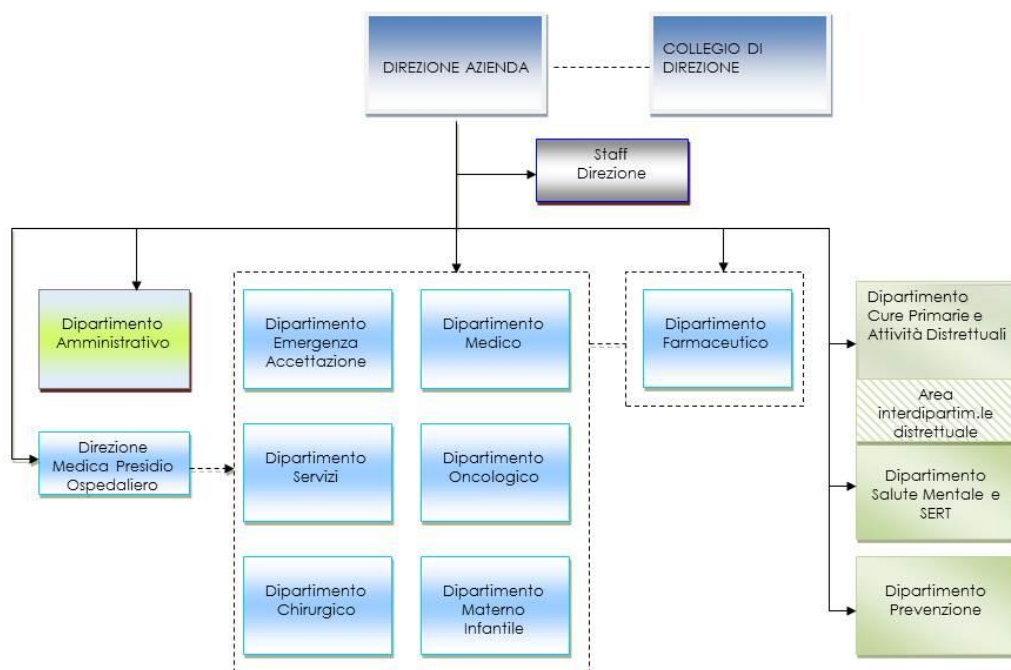 DIREZIONE AZIENDA
COLLEGIO DI
DIREZIONE
Staff
Direzione
Dipartimento
Amministrativo
Dipartimento
Emergenza
Accettazione
Dipartimento
Medico
Dipartimento
Farmaceutico
Dipartimento
Cure Primarie e
Attività Distrettuali
Area
interdipartim.le
distrettuale
Direzione
Medica Presidio
Ospedaliero
Dipartimento
Servizi
Dipartimento
Oncologico
Dipartimento
Salute Mentale e
SERT
Dipartimento
Chirurgico
Dipartimento
Materno
Infantile
Dipartimento
Prevenzione